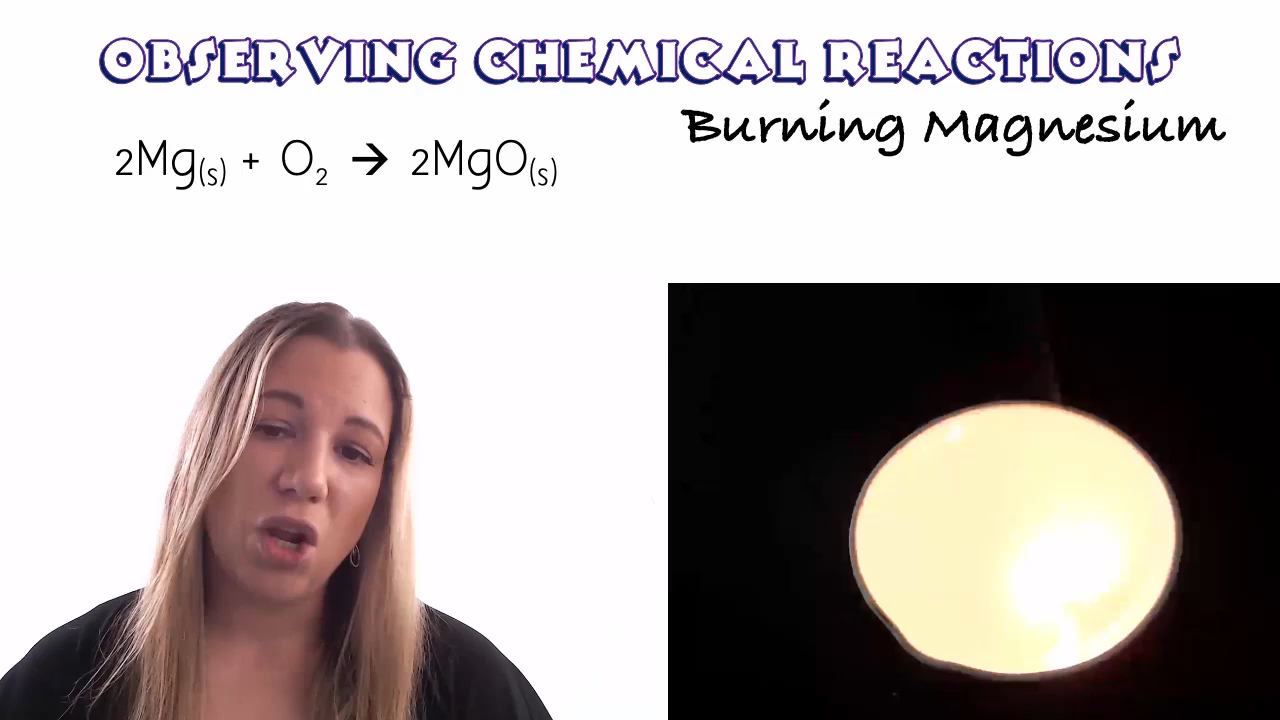 OBSERVING CHEMICAL REACTIONS
Burning Magnesium
2Mg(s) + O2 → 2MgO(s)